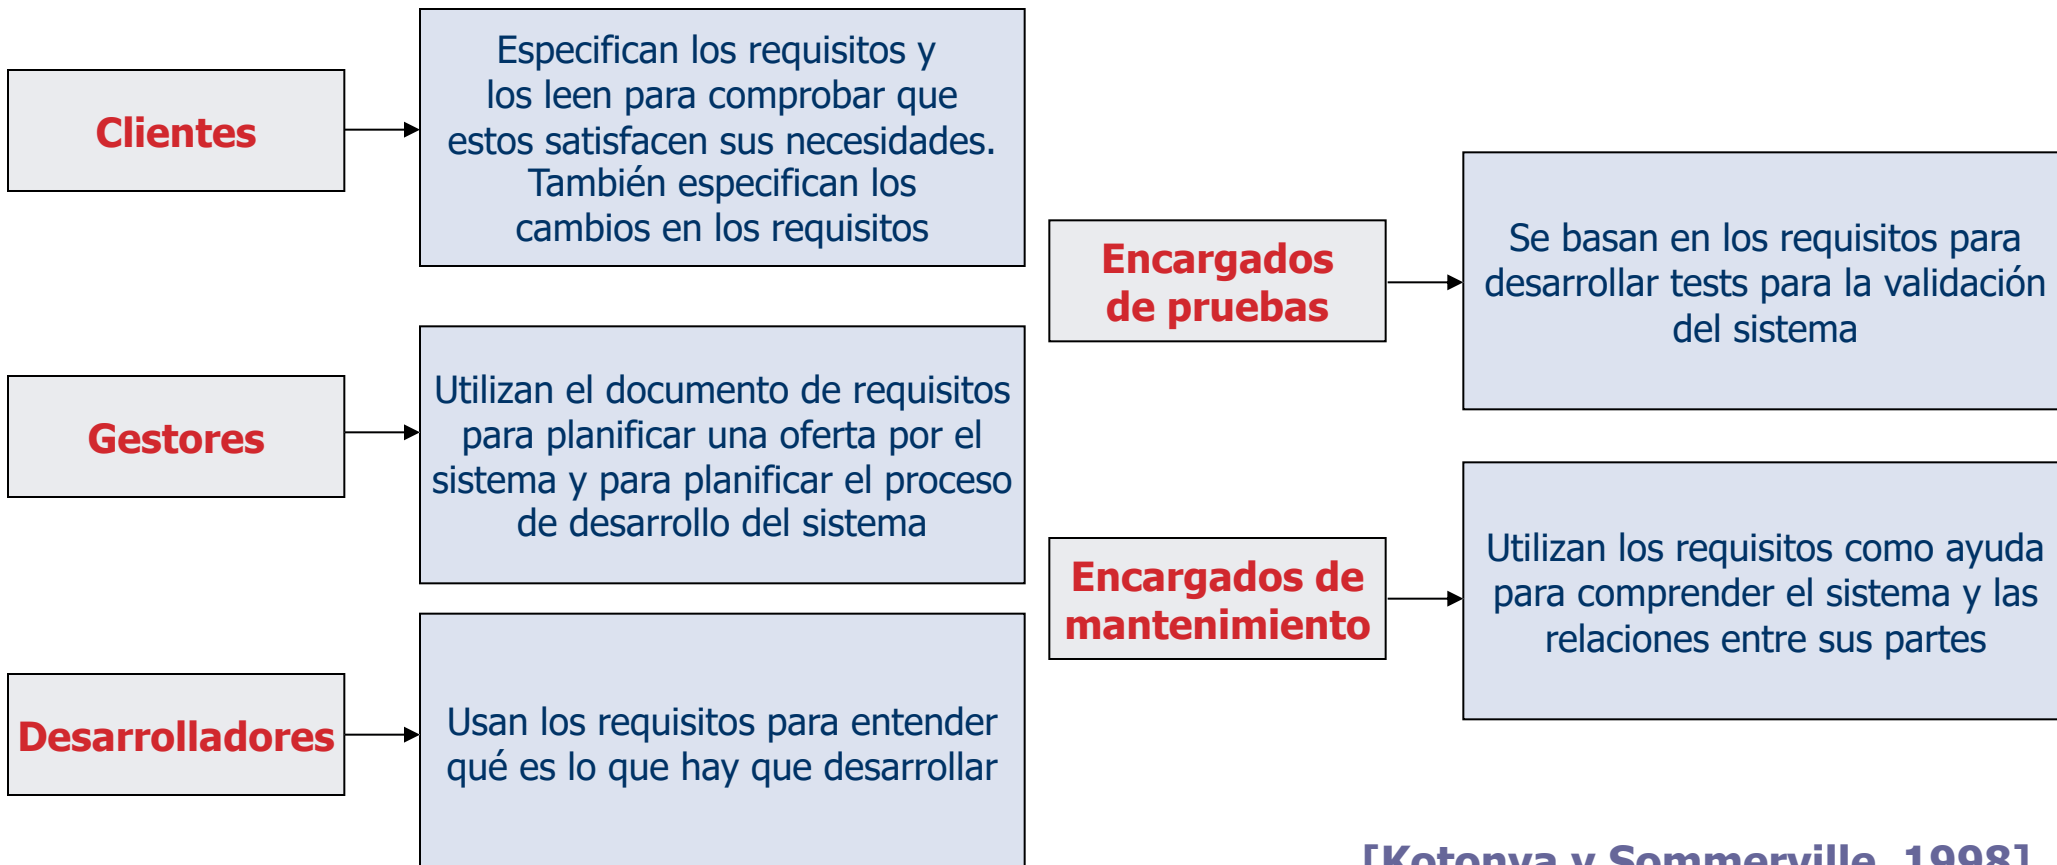 Clientes
Especifican los requisitos y
los leen para comprobar que
estos satisfacen sus necesidades.
También especifican los
cambios en los requisitos
Gestores
Utilizan el documento de requisitos
para planificar una oferta por el
sistema y para planificar el proceso
de desarrollo del sistema
Desarrolladores
Usan los requisitos para entender
qué es lo que hay que desarrollar
Encargados
de pruebas
Se basan en los requisitos para
desarrollar tests para la validación
del sistema
Encargados de
mantenimiento
Utilizan los requisitos como ayuda
para comprender el sistema y las
relaciones entre sus partes
[Kotonya y Sommerville, 1998]